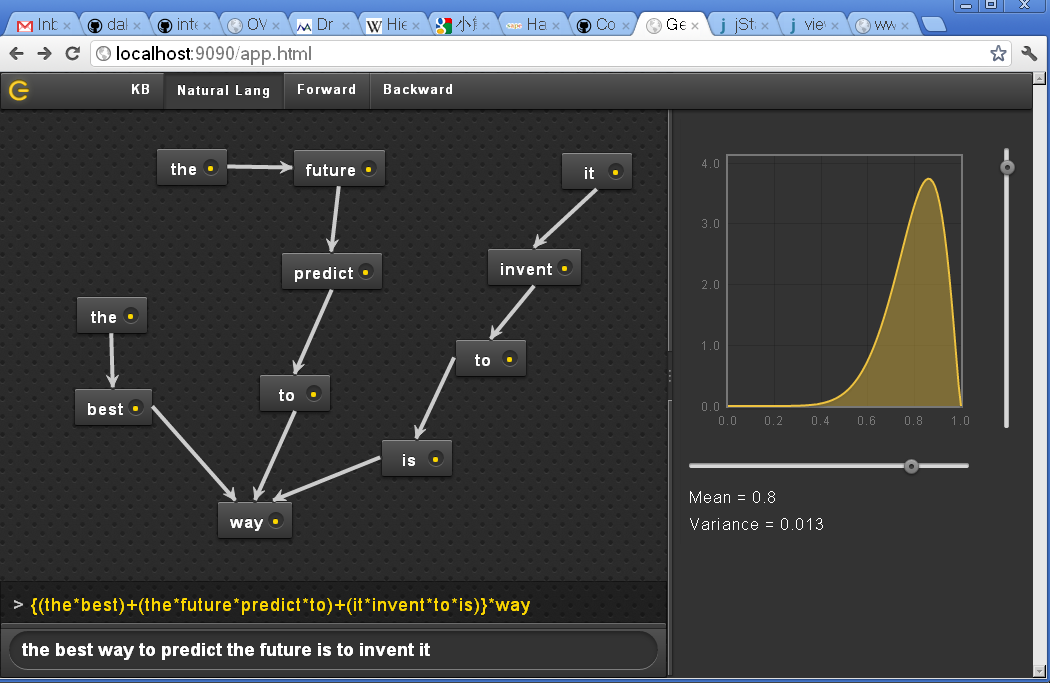 Inb
dal
inte
OV
Dr
Hie
Ha
Co
Ge
jSt
viev
ww
localhost:9090/app.html
KB
Natural Lang
Forward
Backward
the
future
it
predict
invent
the
to
best
to
is
way
4.0
3.0
2.0
1.0
0.0
0.0 0.2 0.4 0.6 0.8 1.0
Mean = 0.8
Variance = 0.013
> {(the*best)+(the*future*predict*to)+(it*invent*to*is)}*way
the best way to predict the future is to invent it